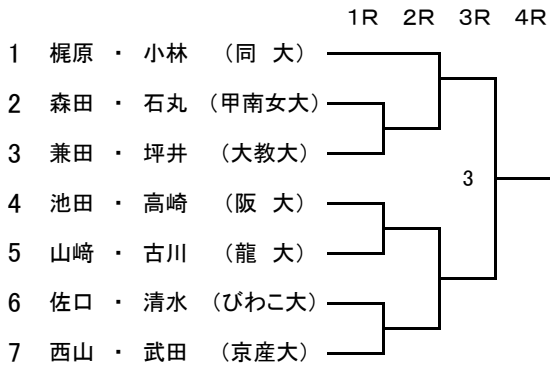 1R 2R 3R 4R
1 梶原 ・ 小林 （同 大）
2 森田 ・ 石丸 （甲南女大）
3 兼田 ・ 坪井 （大教大）
3
4 池田 ・ 高崎 （阪 大）
5 山﨑 ・ 古川 （龍 大）
6 佐口 ・ 清水 （びわこ大）
7 西山 ・ 武田 （京産大）